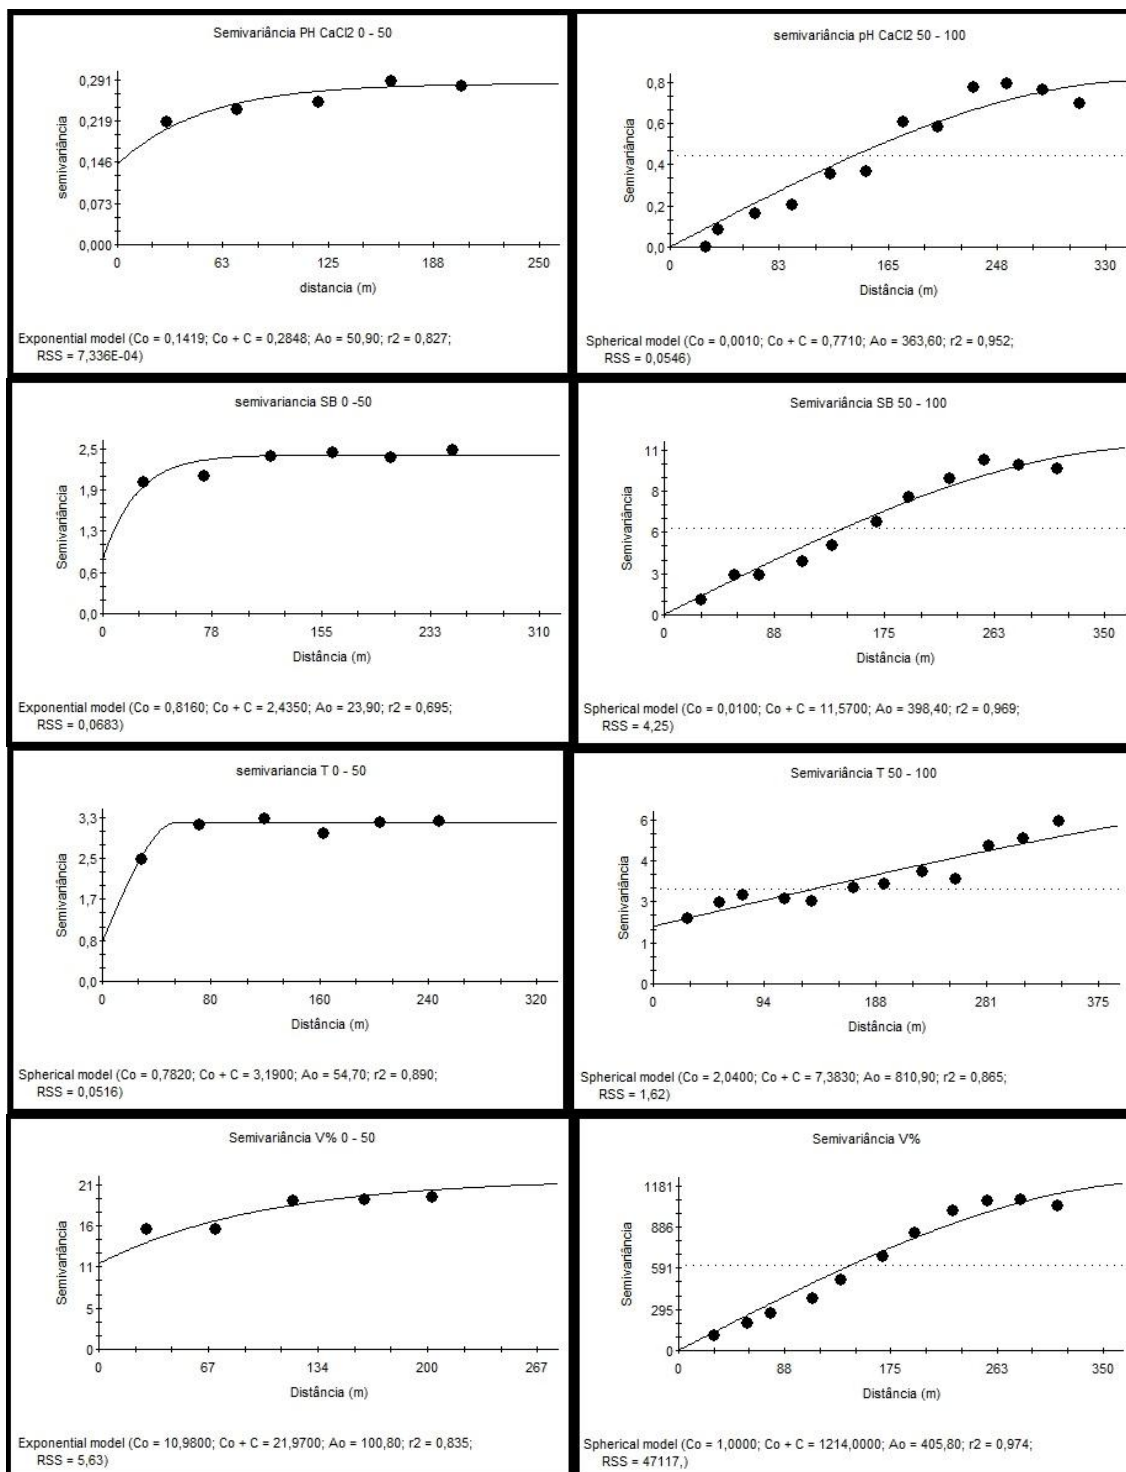 Semivariância PH CaCl2 0 - 50
0,291
0,219
0,146
0,073
0,000
semivariância
0 63 125 188 250
distancia (m)
Exponential model (Co = 0,1419; Co + C = 0,2848; Ao = 50,90; r2 = 0,827;
RSS = 7,336E-04)
semivariância pH CaCl2 50 - 100
0,8
0,6
0,4
0,2
0,0
Semivariância
0 83 165 248 330
Distância (m)
Spherical model (Co = 0,0010; Co + C = 0,7710; Ao = 363,60; r2 = 0,952;
RSS = 0,0546)
semivariancia SB 0 -50
2,5
1,9
1,3
0,6
0,0
Semivariância
0 78 155 233 310
Distância (m)
Exponential model (Co = 0,8160; Co + C = 2,4350; Ao = 23,90; r2 = 0,695;
RSS = 0,0683)
Semivariância SB 50 - 100
11
8
6
3
0
Semivariância
0 88 175 263 350
Distância (m)
Spherical model (Co = 0,0100; Co + C = 11,5700; Ao = 398,40; r2 = 0,969;
RSS = 4,25)
semivariancia T 0 - 50
3,3
2,5
1,7
0,8
0,0
Semivariância
0 80 160 240 320
Distância (m)
Spherical model (Co = 0,7820; Co + C = 3,1900; Ao = 54,70; r2 = 0,890;
RSS = 0,0516)
Semivariância T 50 - 100
6
4
3
1
0
Semivariância
0 94 188 281 375
Distância (m)
Spherical model (Co = 2,0400; Co + C = 7,3830; Ao = 810,90; r2 = 0,865;
RSS = 1,62)
Semivariância V% 0 - 50
21
16
11
5
0
Semivariância
0 67 134 200 267
Distância (m)
Exponential model (Co = 10,9800; Co + C = 21,9700; Ao = 100,80; r2 = 0,835;
RSS = 5,63)
Semivariância V%
1181
886
591
295
0
Semivariância
0 88 175 263 350
Distância (m)
Spherical model (Co = 1,0000; Co + C = 1214,0000; Ao = 405,80; r2 = 0,974;
RSS = 47117,)